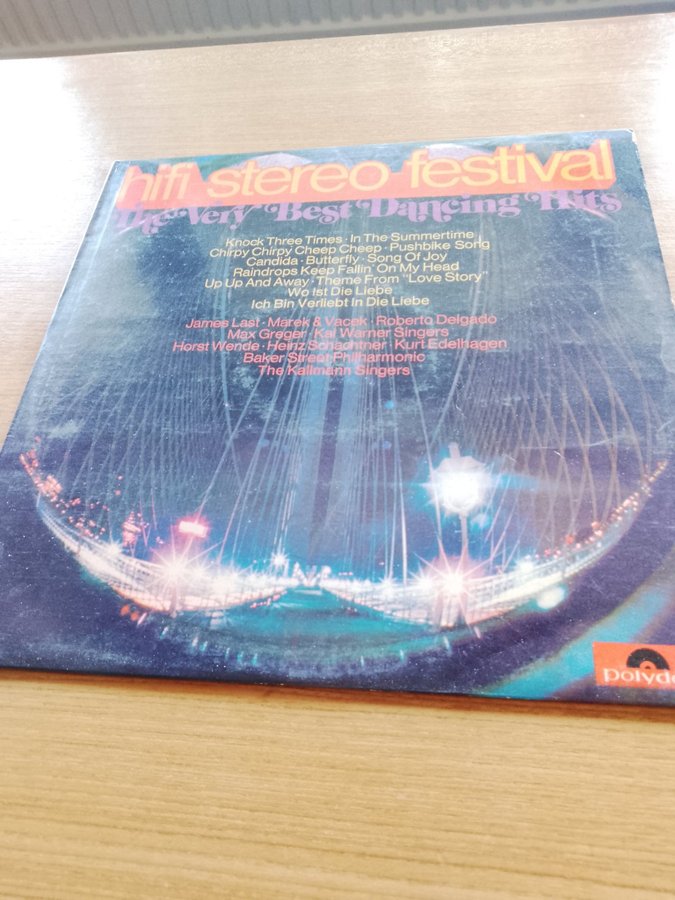 hifi-stereo-festival
The Very Best Dancing Hits
Knock Three Times · In The Summertime
Chirpy Chirpy Cheep Cheep · Pushbike Song
Candida · Butterfly · Song Of Joy
Raindrops Keep Fallin' On My Head
Up Up And Away · Theme From "Love Story"
Wo Ist Die Liebe
Ich Bin Verliebt In Die Liebe
James Last · Marek & Vacek · Roberto Delgado
Max Greger · Kai Warner Singers
Horst Wende · Heinz Schachtner · Kurt Edelhagen
Baker Street Philharmonic
The Kallmann Singers
polydo